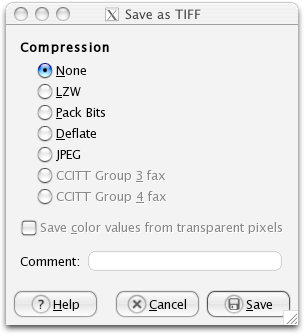 Save as TIFF
Compression
None
LZW
Pack Bits
Deflate
JPEG
CCITT Group 3 fax
CCITT Group 4 fax
Save color values from transparent pixels
Comment:
Help Cancel Save